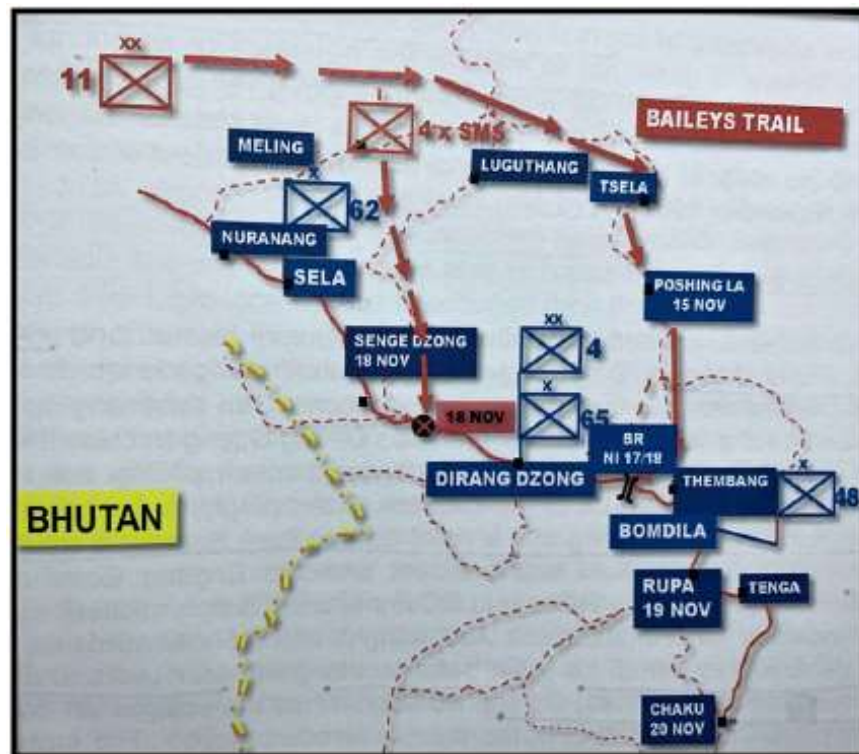 XX
11
4 x SMS
BAILEYS TRAIL
MELING
X
62
NURANANG
SELA
LUGUTHANG
TSELA
POSHING LA
15 NOV
SENGE DZONG
18 NOV
XX
4
X
65
18 NOV
BR
NI 17/18
DIRANG DZONG
THEMBANG
X
48
BHUTAN
BOMDILA
RUPA
19 NOV
TENGA
CHAKU
20 NOV